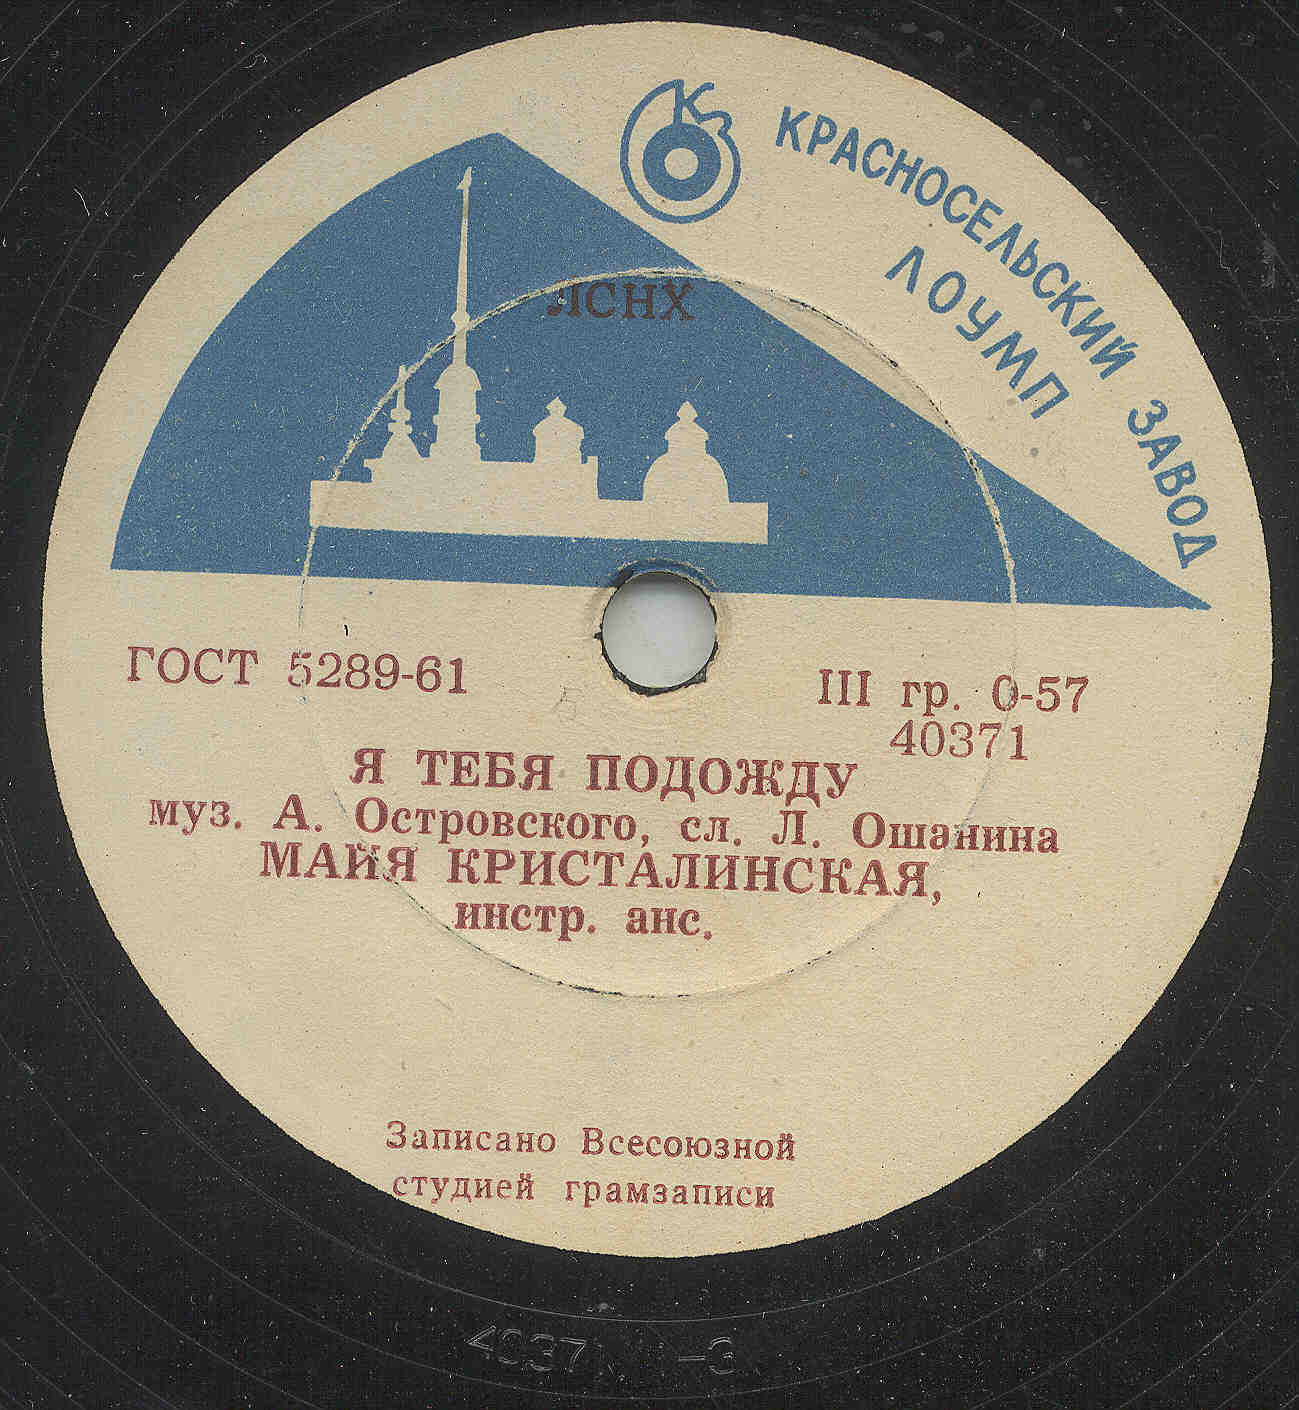 КРАСНОСЕЛЬСКИЙ ЗАВОД
ЛОУМП
ЛСНХ
ГОСТ 5289-61
III гр. 0-57
40371
Я ТЕБЯ ПОДОЖДУ
муз. А. Островского, сл. Л. Ошанина
МАЙЯ КРИСТАЛИНСКАЯ,
инстр. анс.
Записано Всесоюзной
студией грамзаписи